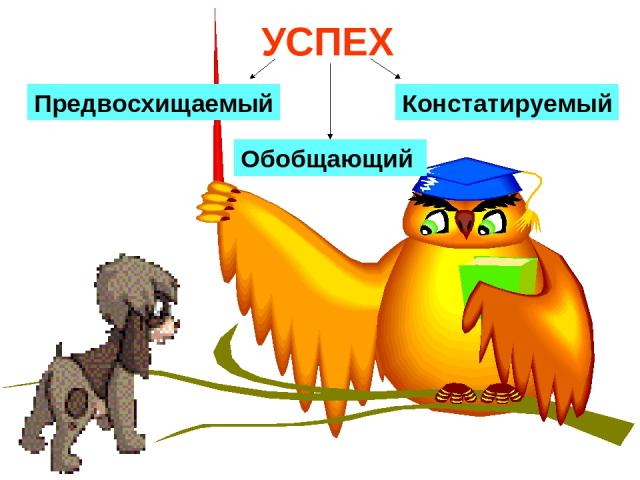 УСПЕХ
Предвосхищаемый
Констатируемый
Обобщающий